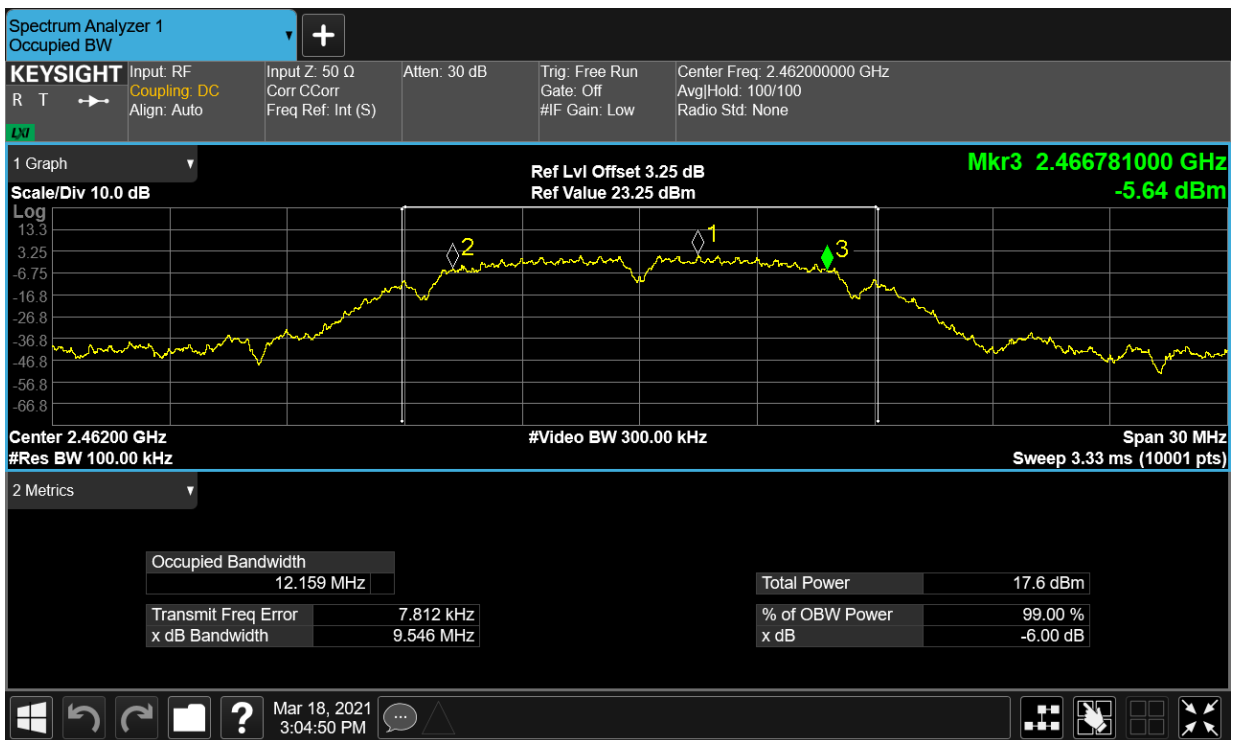 Spectrum Analyzer 1
Occupied BW
▼
+
KEYSIGHT
R T
LXI
Input: RF
Coupling: DC
Align: Auto
Input Z: 50 Ω
Corr CCorr
Freq Ref: Int (S)
Atten: 30 dB
Trig: Free Run
Gate: Off
#IF Gain: Low
Center Freq: 2.462000000 GHz
Avg|Hold: 100/100
Radio Std: None
1 Graph ▼
Scale/Div 10.0 dB
Ref Lvl Offset 3.25 dB
Ref Value 23.25 dBm
Mkr3 2.466781000 GHz
-5.64 dBm
Log
13.3
3.25
-6.75
-16.8
-26.8
-36.8
-46.8
-56.8
-66.8
2
1
3
Center 2.46200 GHz
#Video BW 300.00 kHz
Span 30 MHz
#Res BW 100.00 kHz
Sweep 3.33 ms (10001 pts)
2 Metrics ▼
Occupied Bandwidth
12.159 MHz
Total Power 17.6 dBm
Transmit Freq Error 7.812 kHz
% of OBW Power 99.00 %
x dB Bandwidth 9.546 MHz
x dB -6.00 dB
?
Mar 18, 2021
3:04:50 PM